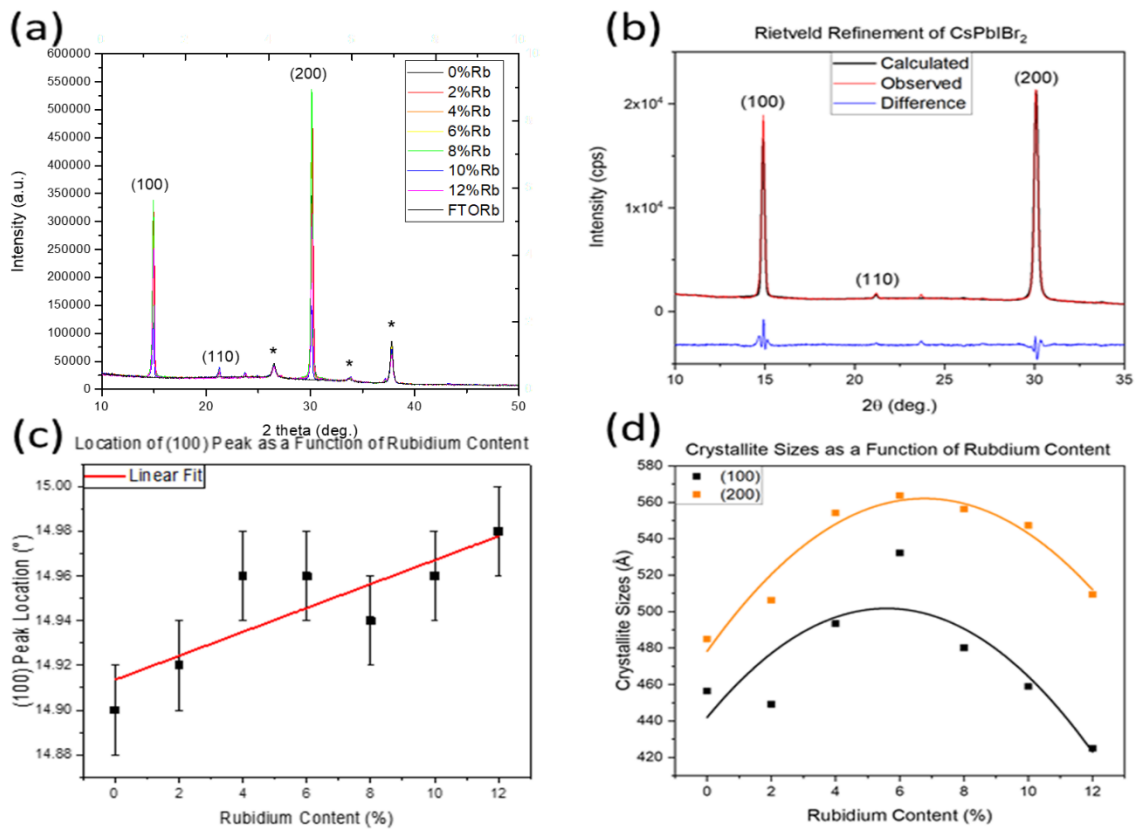 (a)
600000
550000
500000
450000
400000
350000
300000
250000
200000
150000
100000
50000
0
Intensity (a.u.)
(100)
(110)
(200)
*
*
*
0%Rb
2%Rb
4%Rb
6%Rb
8%Rb
10%Rb
12%Rb
FTORb
10 20 30 40 50
2 theta (deg.)
(b)
Rietveld Refinement of CsPbIBr₂
Calculated
Observed
Difference
(100)
(110)
(200)
2x10⁴
1x10⁴
0
Intensity (cps)
10 15 20 25 30 35
2θ (deg.)
(c)
Location of (100) Peak as a Function of Rubidium Content
Linear Fit
15.00
14.98
14.96
14.94
14.92
14.90
14.88
(100) Peak Location (°)
0 2 4 6 8 10 12
Rubidium Content (%)
(d)
Crystallite Sizes as a Function of Rubdium Content
(100)
(200)
580
560
540
520
500
480
460
440
420
Crystallite Sizes (Å)
0 2 4 6 8 10 12
Rubidium Content (%)